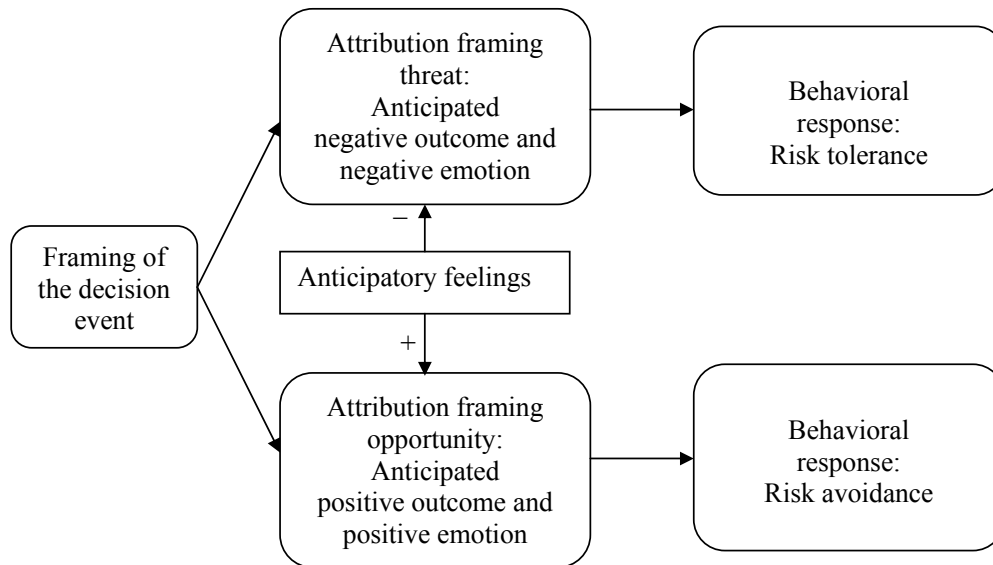 Attribution framing
threat:
Anticipated
negative outcome and
negative emotion
Behavioral
response:
Risk tolerance
–
Framing of
the decision
event
Anticipatory feelings
+
Attribution framing
opportunity:
Anticipated
positive outcome and
positive emotion
Behavioral
response:
Risk avoidance